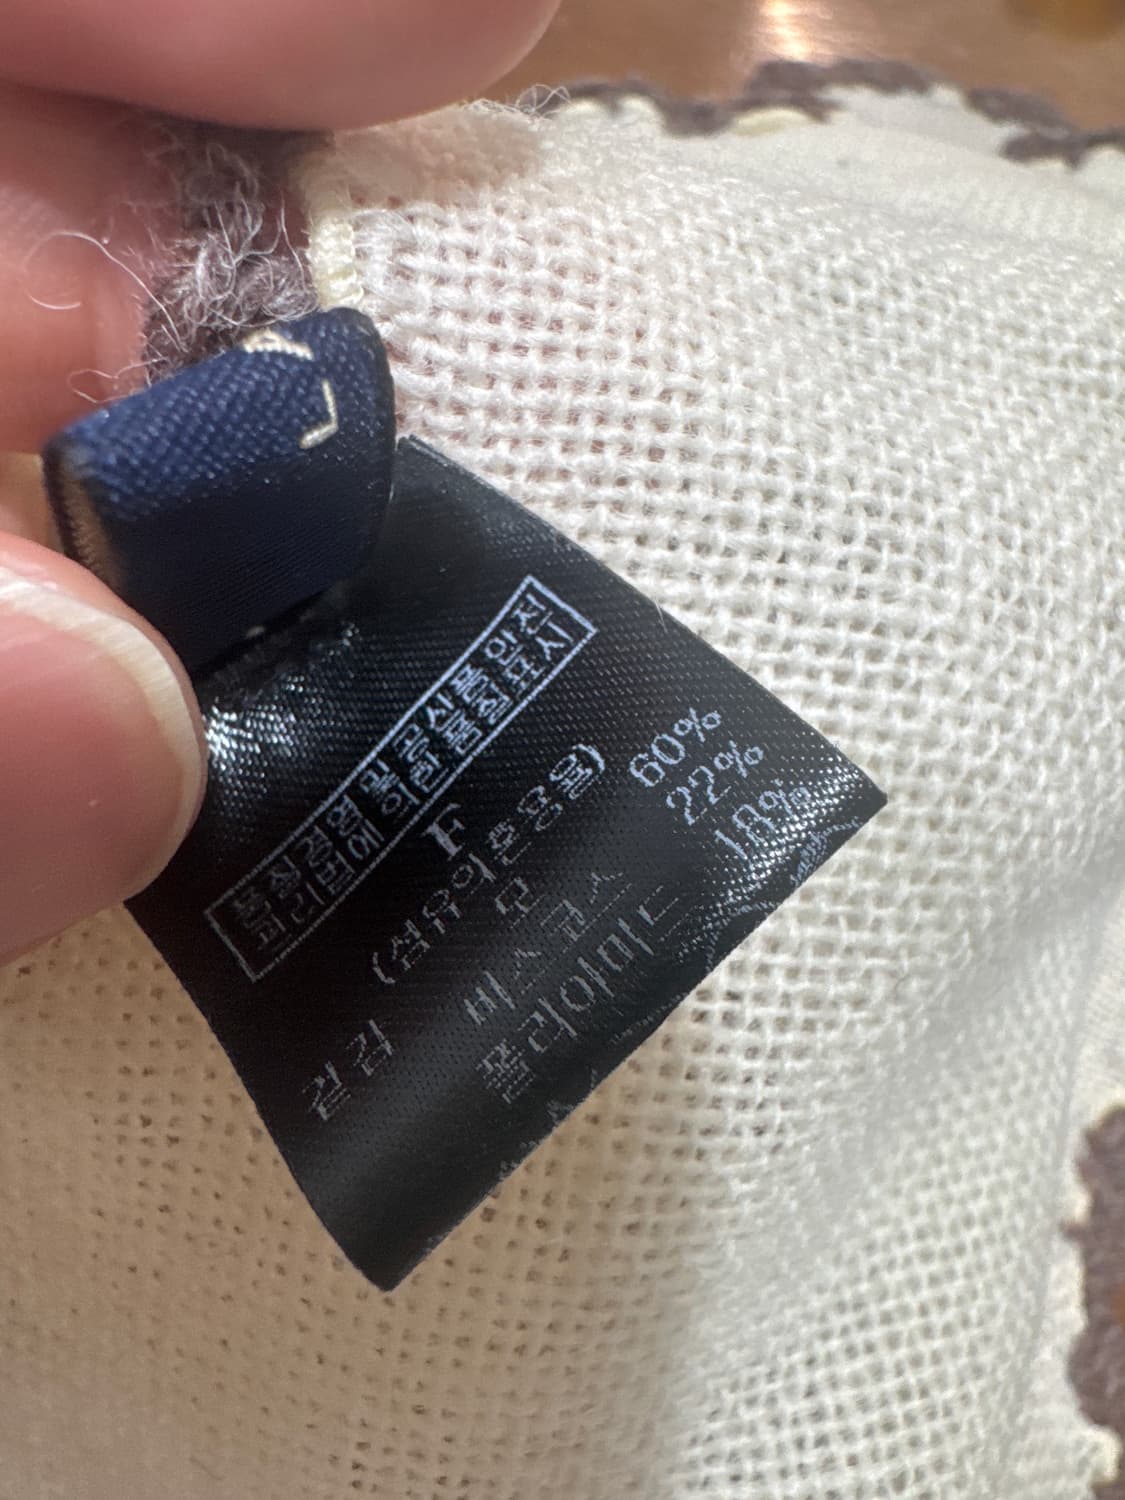 품질경영 및 공산품안전
관리법에 의한 품질표시
F
(섬유의혼용율)
겉감 모 60%
비스코스 22%
폴리아미드 18%